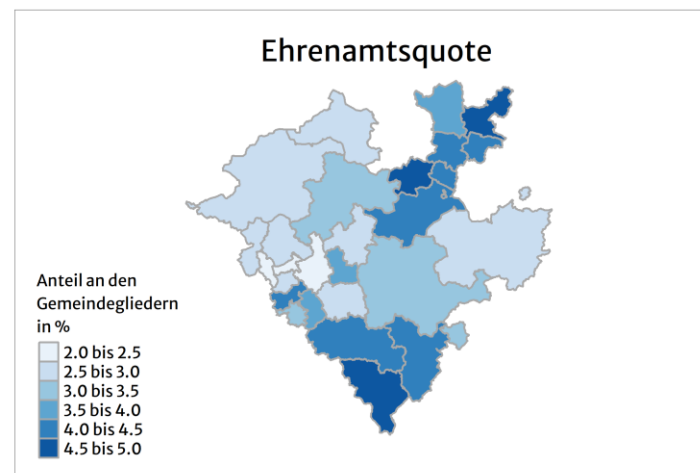 Ehrenamtsquote
Anteil an den
Gemeindegliedern
in %
2.0 bis 2.5
2.5 bis 3.0
3.0 bis 3.5
3.5 bis 4.0
4.0 bis 4.5
4.5 bis 5.0